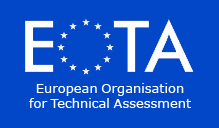 EOTA
European Organisation
for Technical Assessment